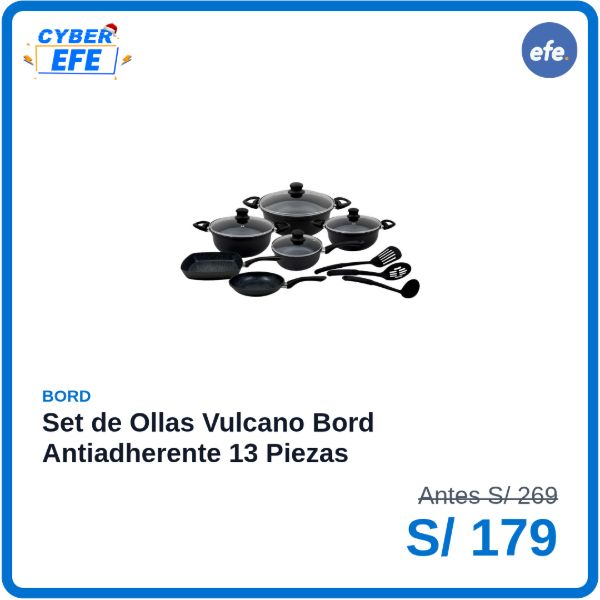 CYBER
EFE
efe.
BORD
Set de Ollas Vulcano Bord
Antiadherente 13 Piezas
Antes S/ 269
S/ 179